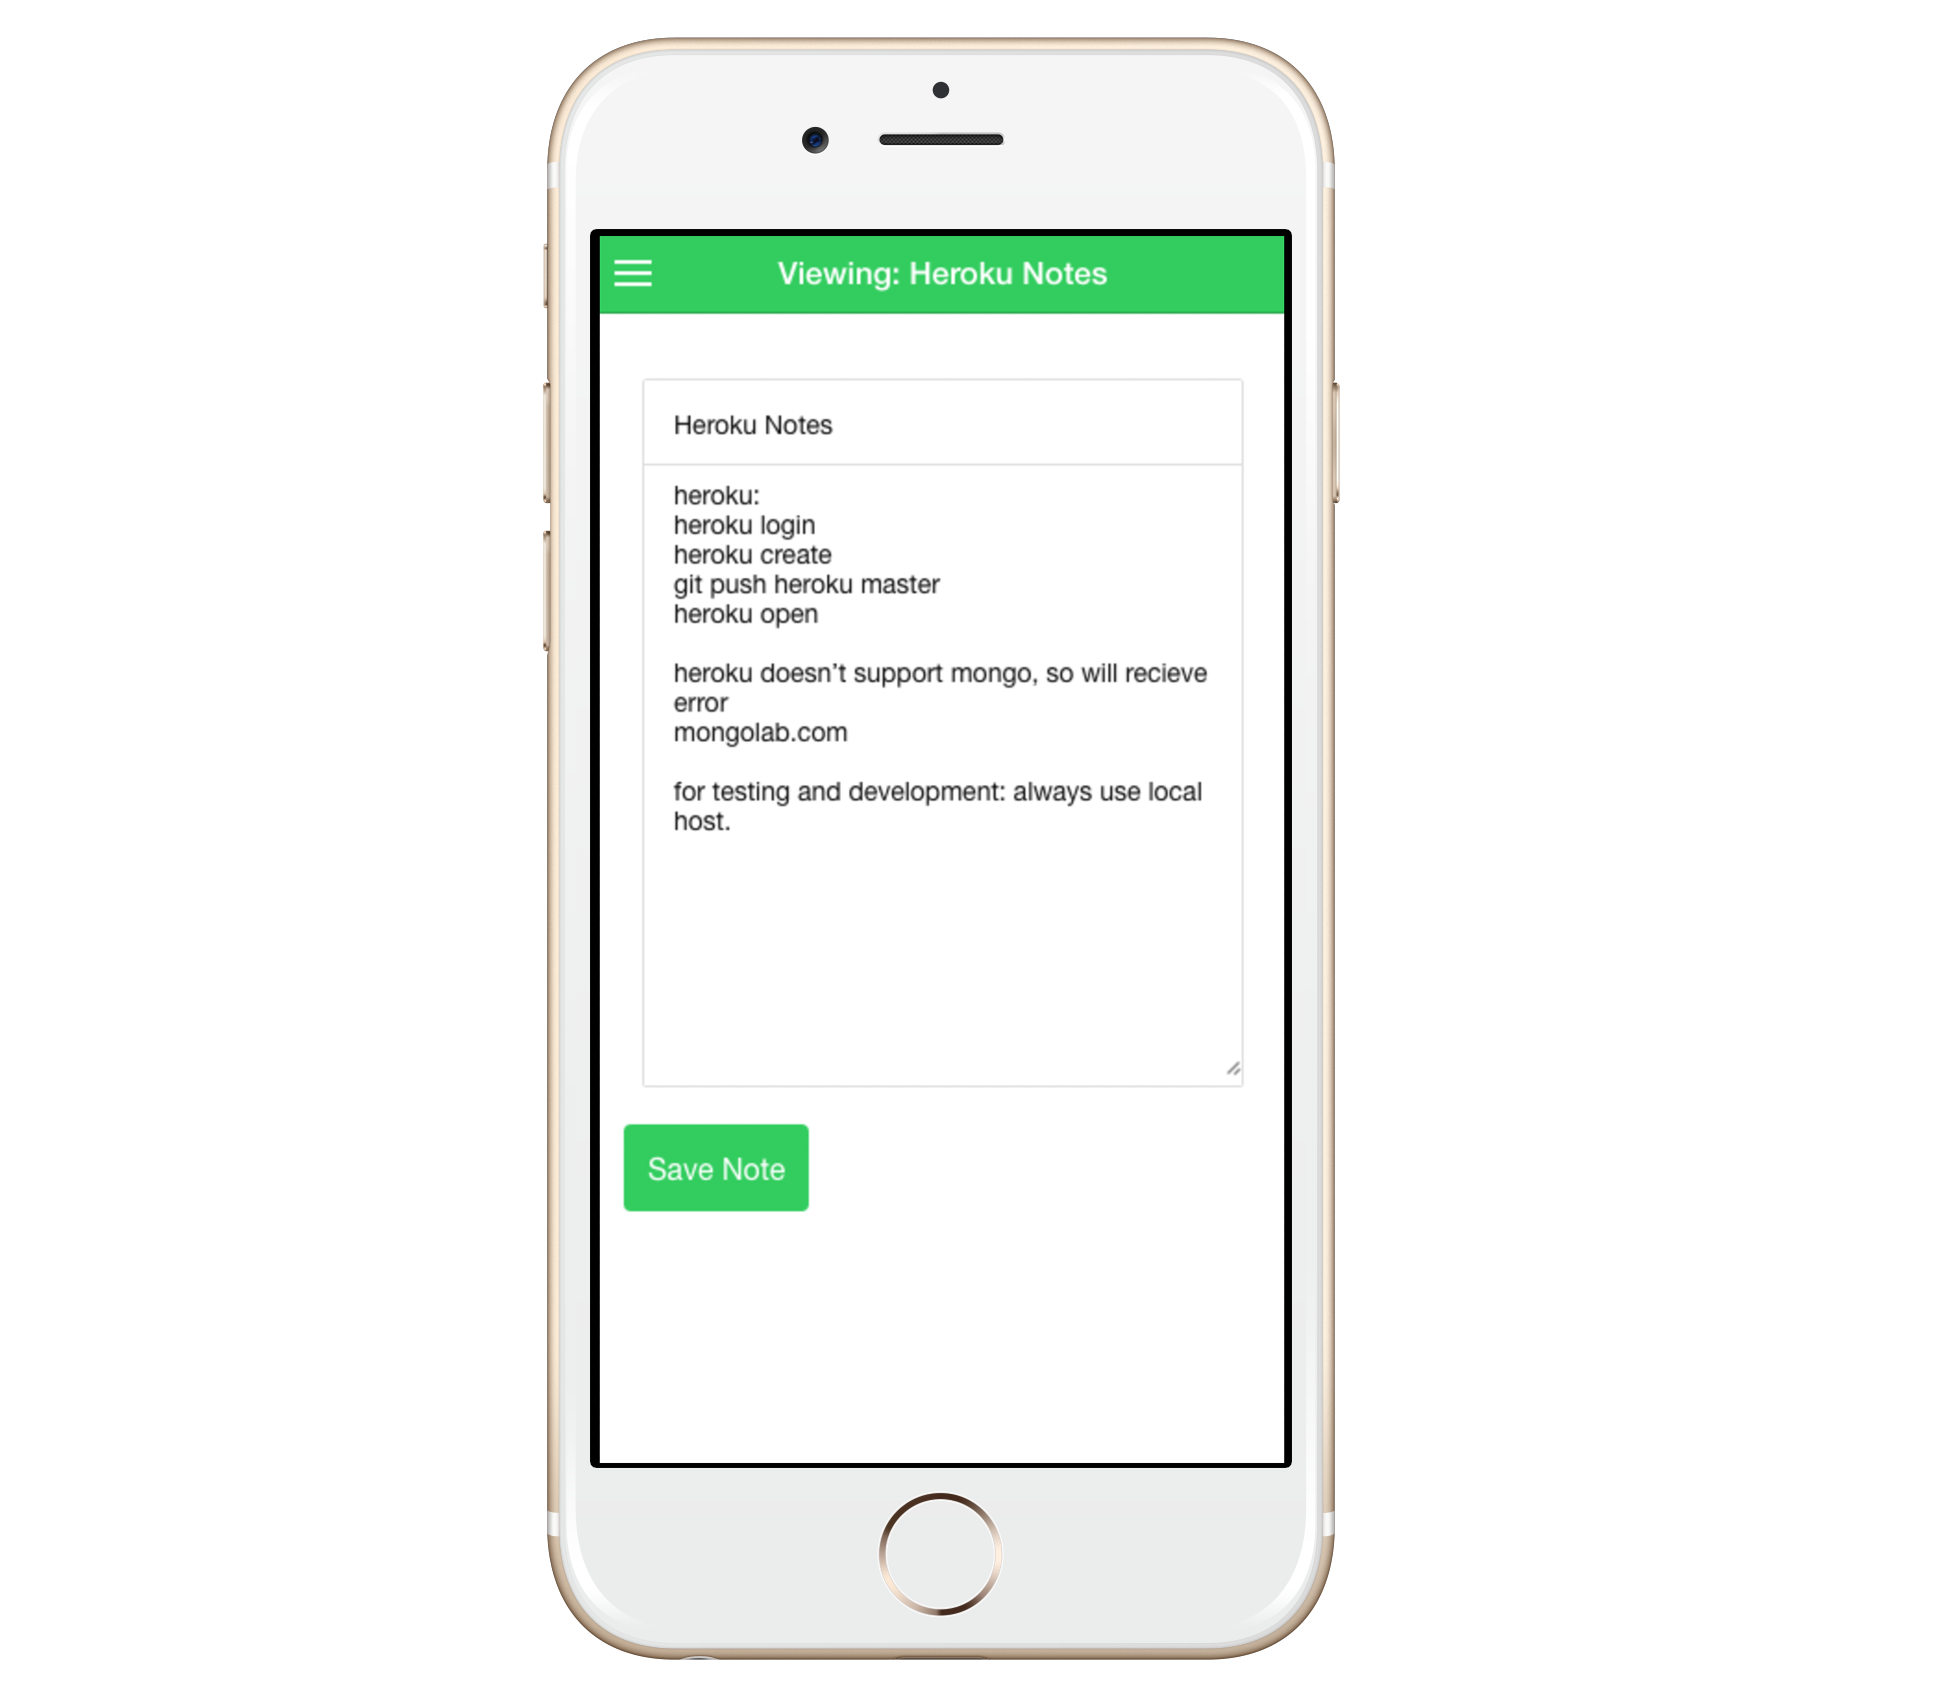 Viewing: Heroku Notes
Heroku Notes
heroku:
heroku login
heroku create
git push heroku master
heroku open
heroku doesn’t support mongo, so will recieve
error
mongolab.com
for testing and development: always use local
host.
Save Note